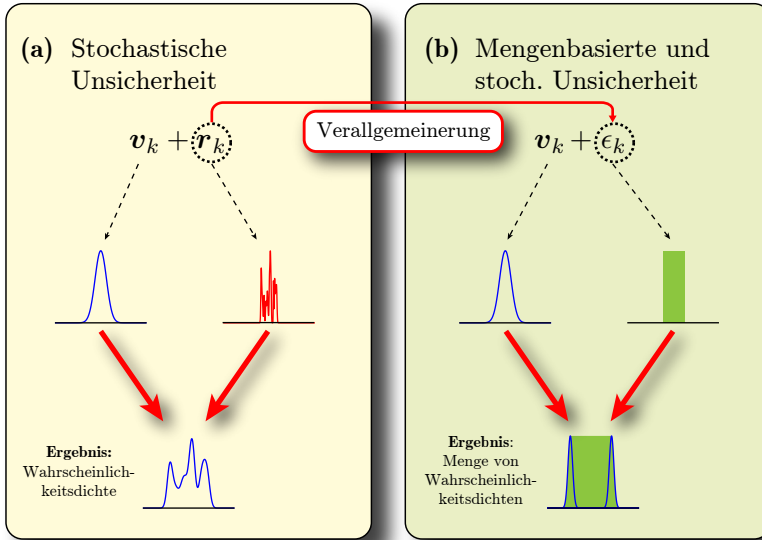 (a) Stochastische
Unsicherheit
v_k + r_k
Ergebnis:
Wahrscheinlich-
keitsdichte
Verallgemeinerung
(b) Mengenbasierte und
stoch. Unsicherheit
v_k + ϵ_k
Ergebnis:
Menge von
Wahrscheinlich-
keitsdichten